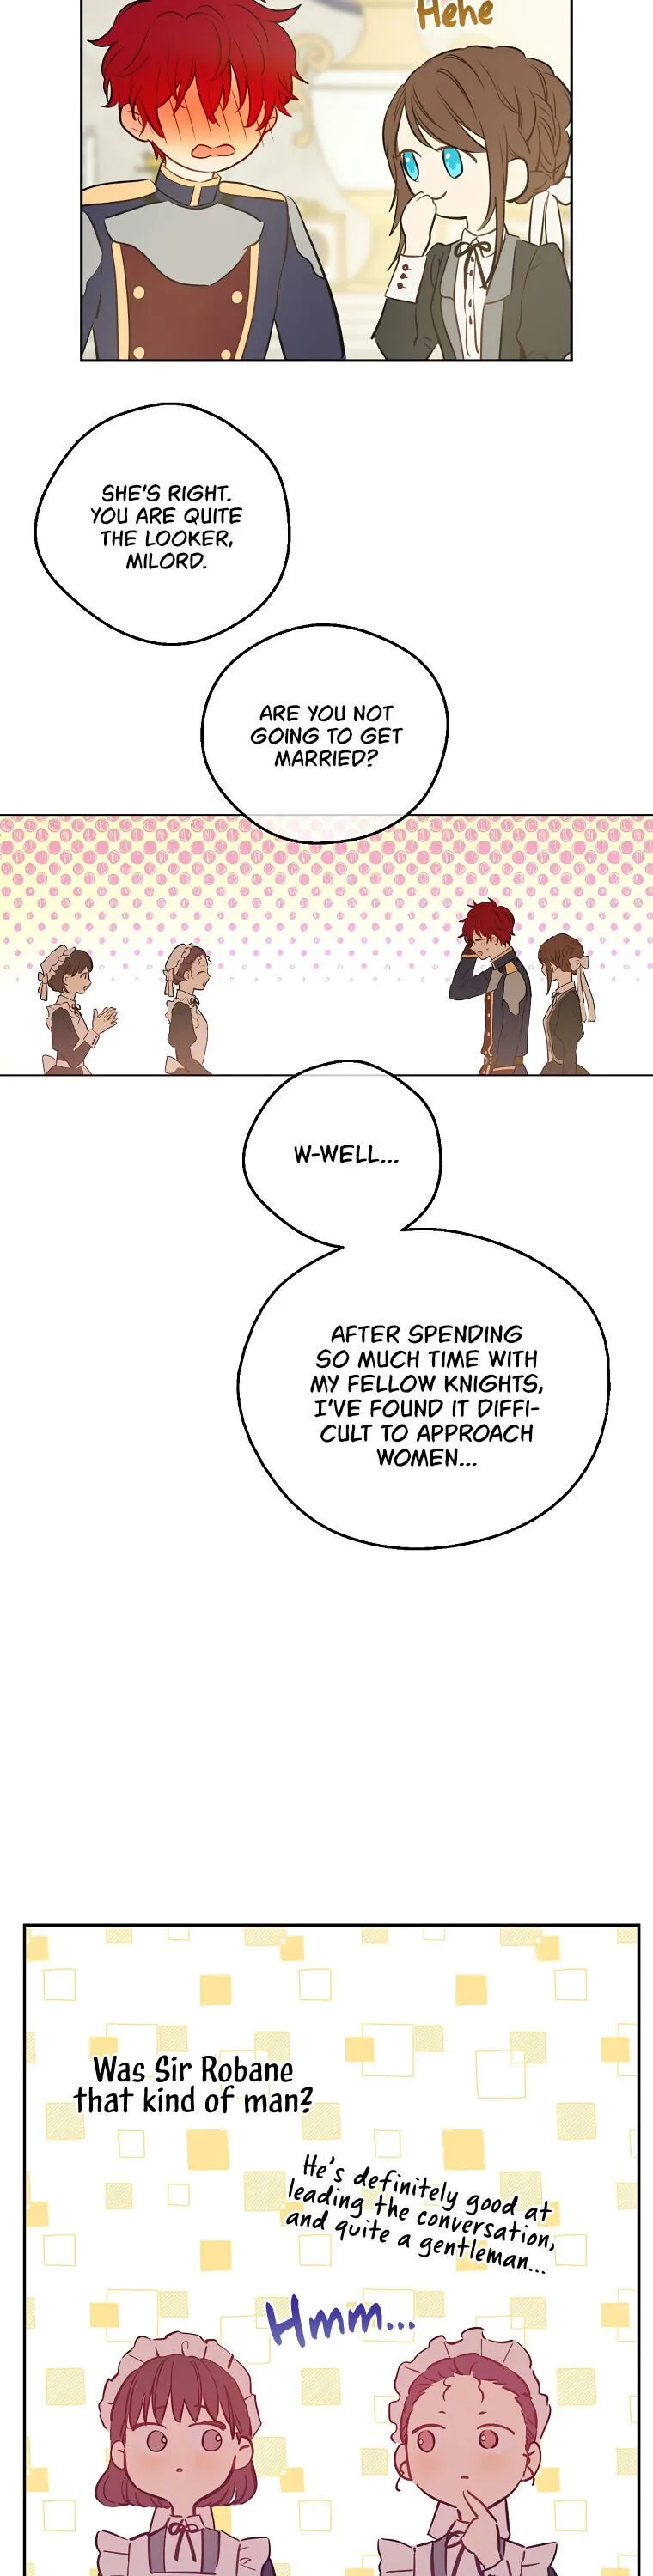 Hehe
SHE'S RIGHT.
YOU ARE QUITE
THE LOOKER,
MILORD.
ARE YOU NOT
GOING TO GET
MARRIED?
W-WELL...
AFTER SPENDING
SO MUCH TIME WITH
MY FELLOW KNIGHTS,
I'VE FOUND IT DIFFI-
CULT TO APPROACH
WOMEN...
Was Sir Robane
that kind of man?
He's definitely good at
leading the conversation,
and quite a gentleman...
Hmm...